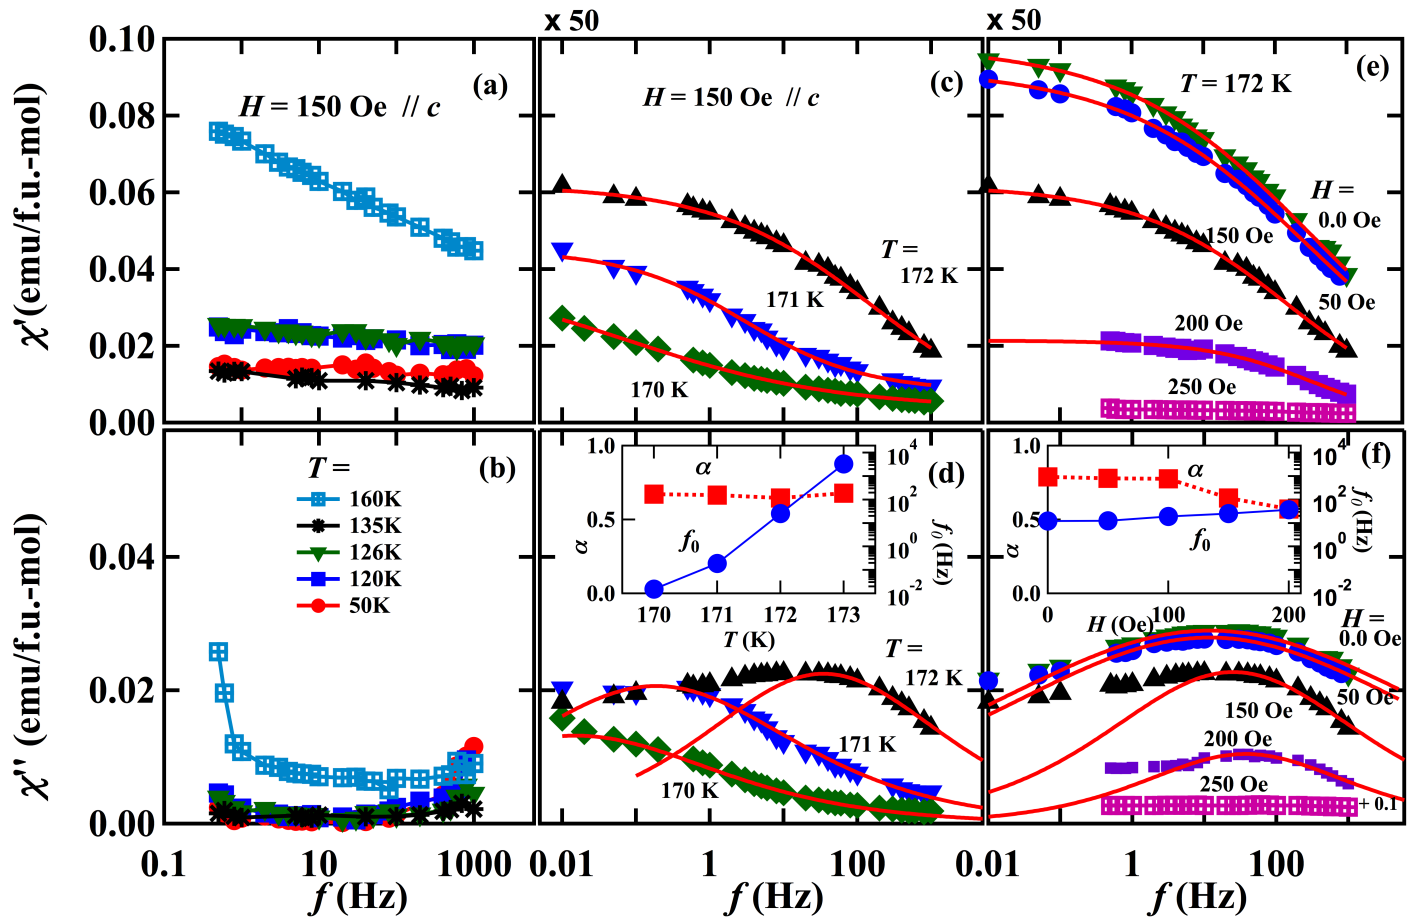 x 50
x 50
0.10
0.08
0.06
0.04
0.02
0.00
χ'(emu/f.u.-mol)
(a)
H = 150 Oe // c
(c)
H = 150 Oe // c
T =
172 K
171 K
170 K
(e)
T = 172 K
H =
0.0 Oe
150 Oe
50 Oe
200 Oe
250 Oe
χ'' (emu/f.u.-mol)
0.04
0.02
0.00
(b)
T =
160K
135K
126K
120K
50K
0.1
10
1000
f (Hz)
(d)
1.0
0.5
0.0
α
α
f0
10^4
10^2
10^0
10^-2
f0 (Hz)
170
171
172
173
T (K)
T =
172 K
171 K
170 K
0.01
1
100
f (Hz)
(f)
1.0
0.5
0.0
α
α
f0
10^4
10^2
10^0
10^-2
f0 (Hz)
0
100
200
H (Oe)
H =
0.0 Oe
50 Oe
150 Oe
200 Oe
250 Oe
+ 0.1
0.01
1
100
f (Hz)